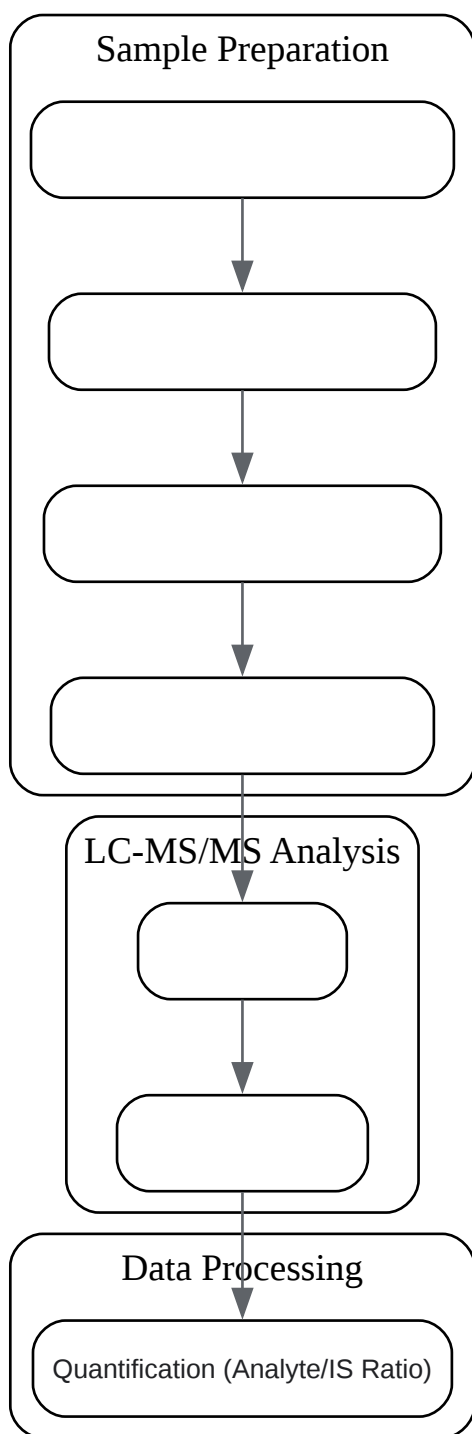 Sample Preparation
LC-MS/MS Analysis
Data Processing
Quantification (Analyte/IS Ratio)